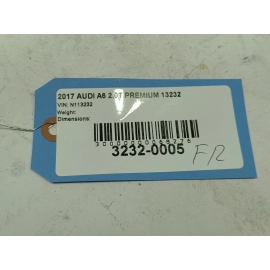 2017 AUDI A6 2.0T PREMIUM 13232
VIN: N113232
Weight:
Dimensions:
3232-0005
F/R